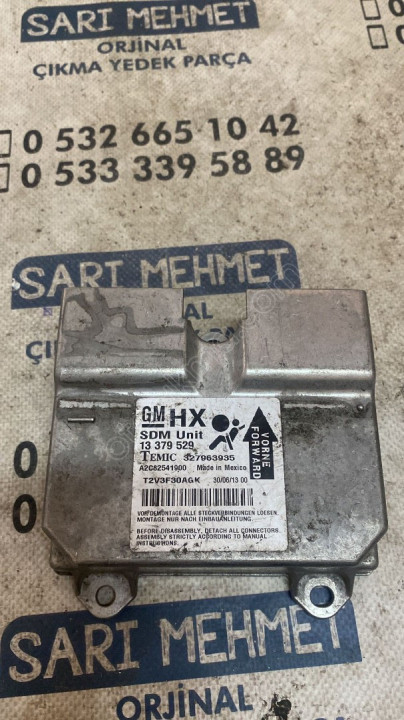 SARI MEHMET
ORJİNAL
ÇIKMA YEDEK PARÇA
0 532 665 10 42
0 533 339 58 89
SARI MEHMET
GM HX
SDM Unit
13 379 529
TEMIC 327963935
A2C82541900 Made in Mexico
T2V3F30AGK 30/06/13 00
VORNE
FORWARD
VOR DEMONTAGE ALLE STECKVERBINDUNGEN LOESEN.
MONTAGE NUR NACH EINBAUANLEITUNG.
BEFORE DISASSEMBLY, DETACH ALL CONNECTORS.
ASSEMBLY STRICTLY ACCORDING TO MANUAL
INSTRUCTIONS.
SARI MEHMET
ORJİNAL